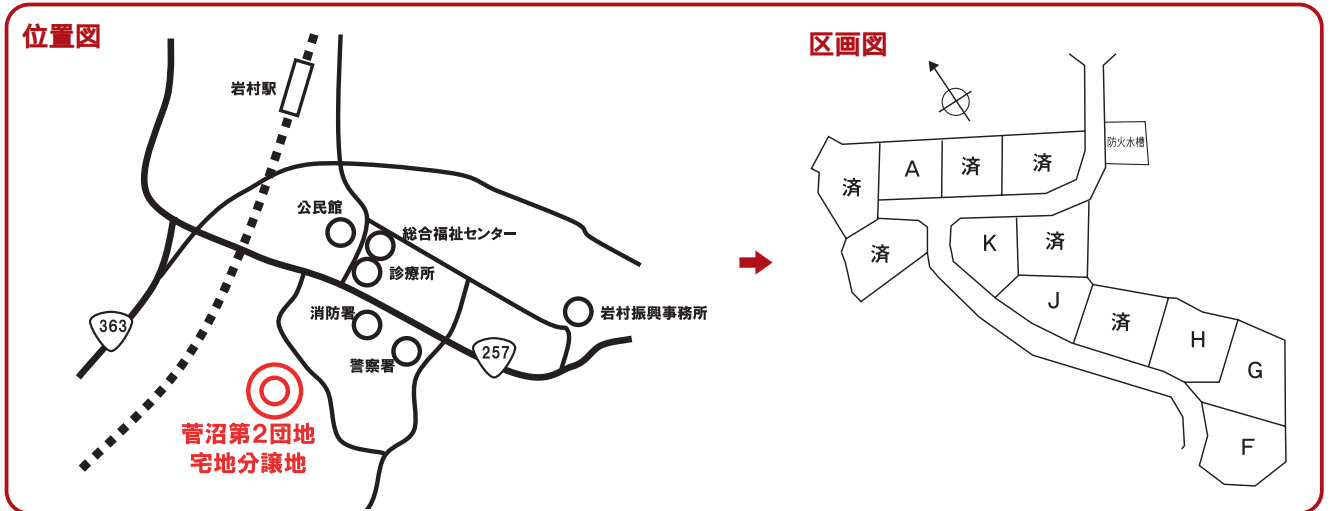 位置図
岩村駅
公民館
総合福祉センター
診療所
消防署
岩村振興事務所
363
257
警察署
菅沼第2団地
宅地分譲地
区画図
防火水槽
A
済
済
済
済
K
済
J
済
H
G
F